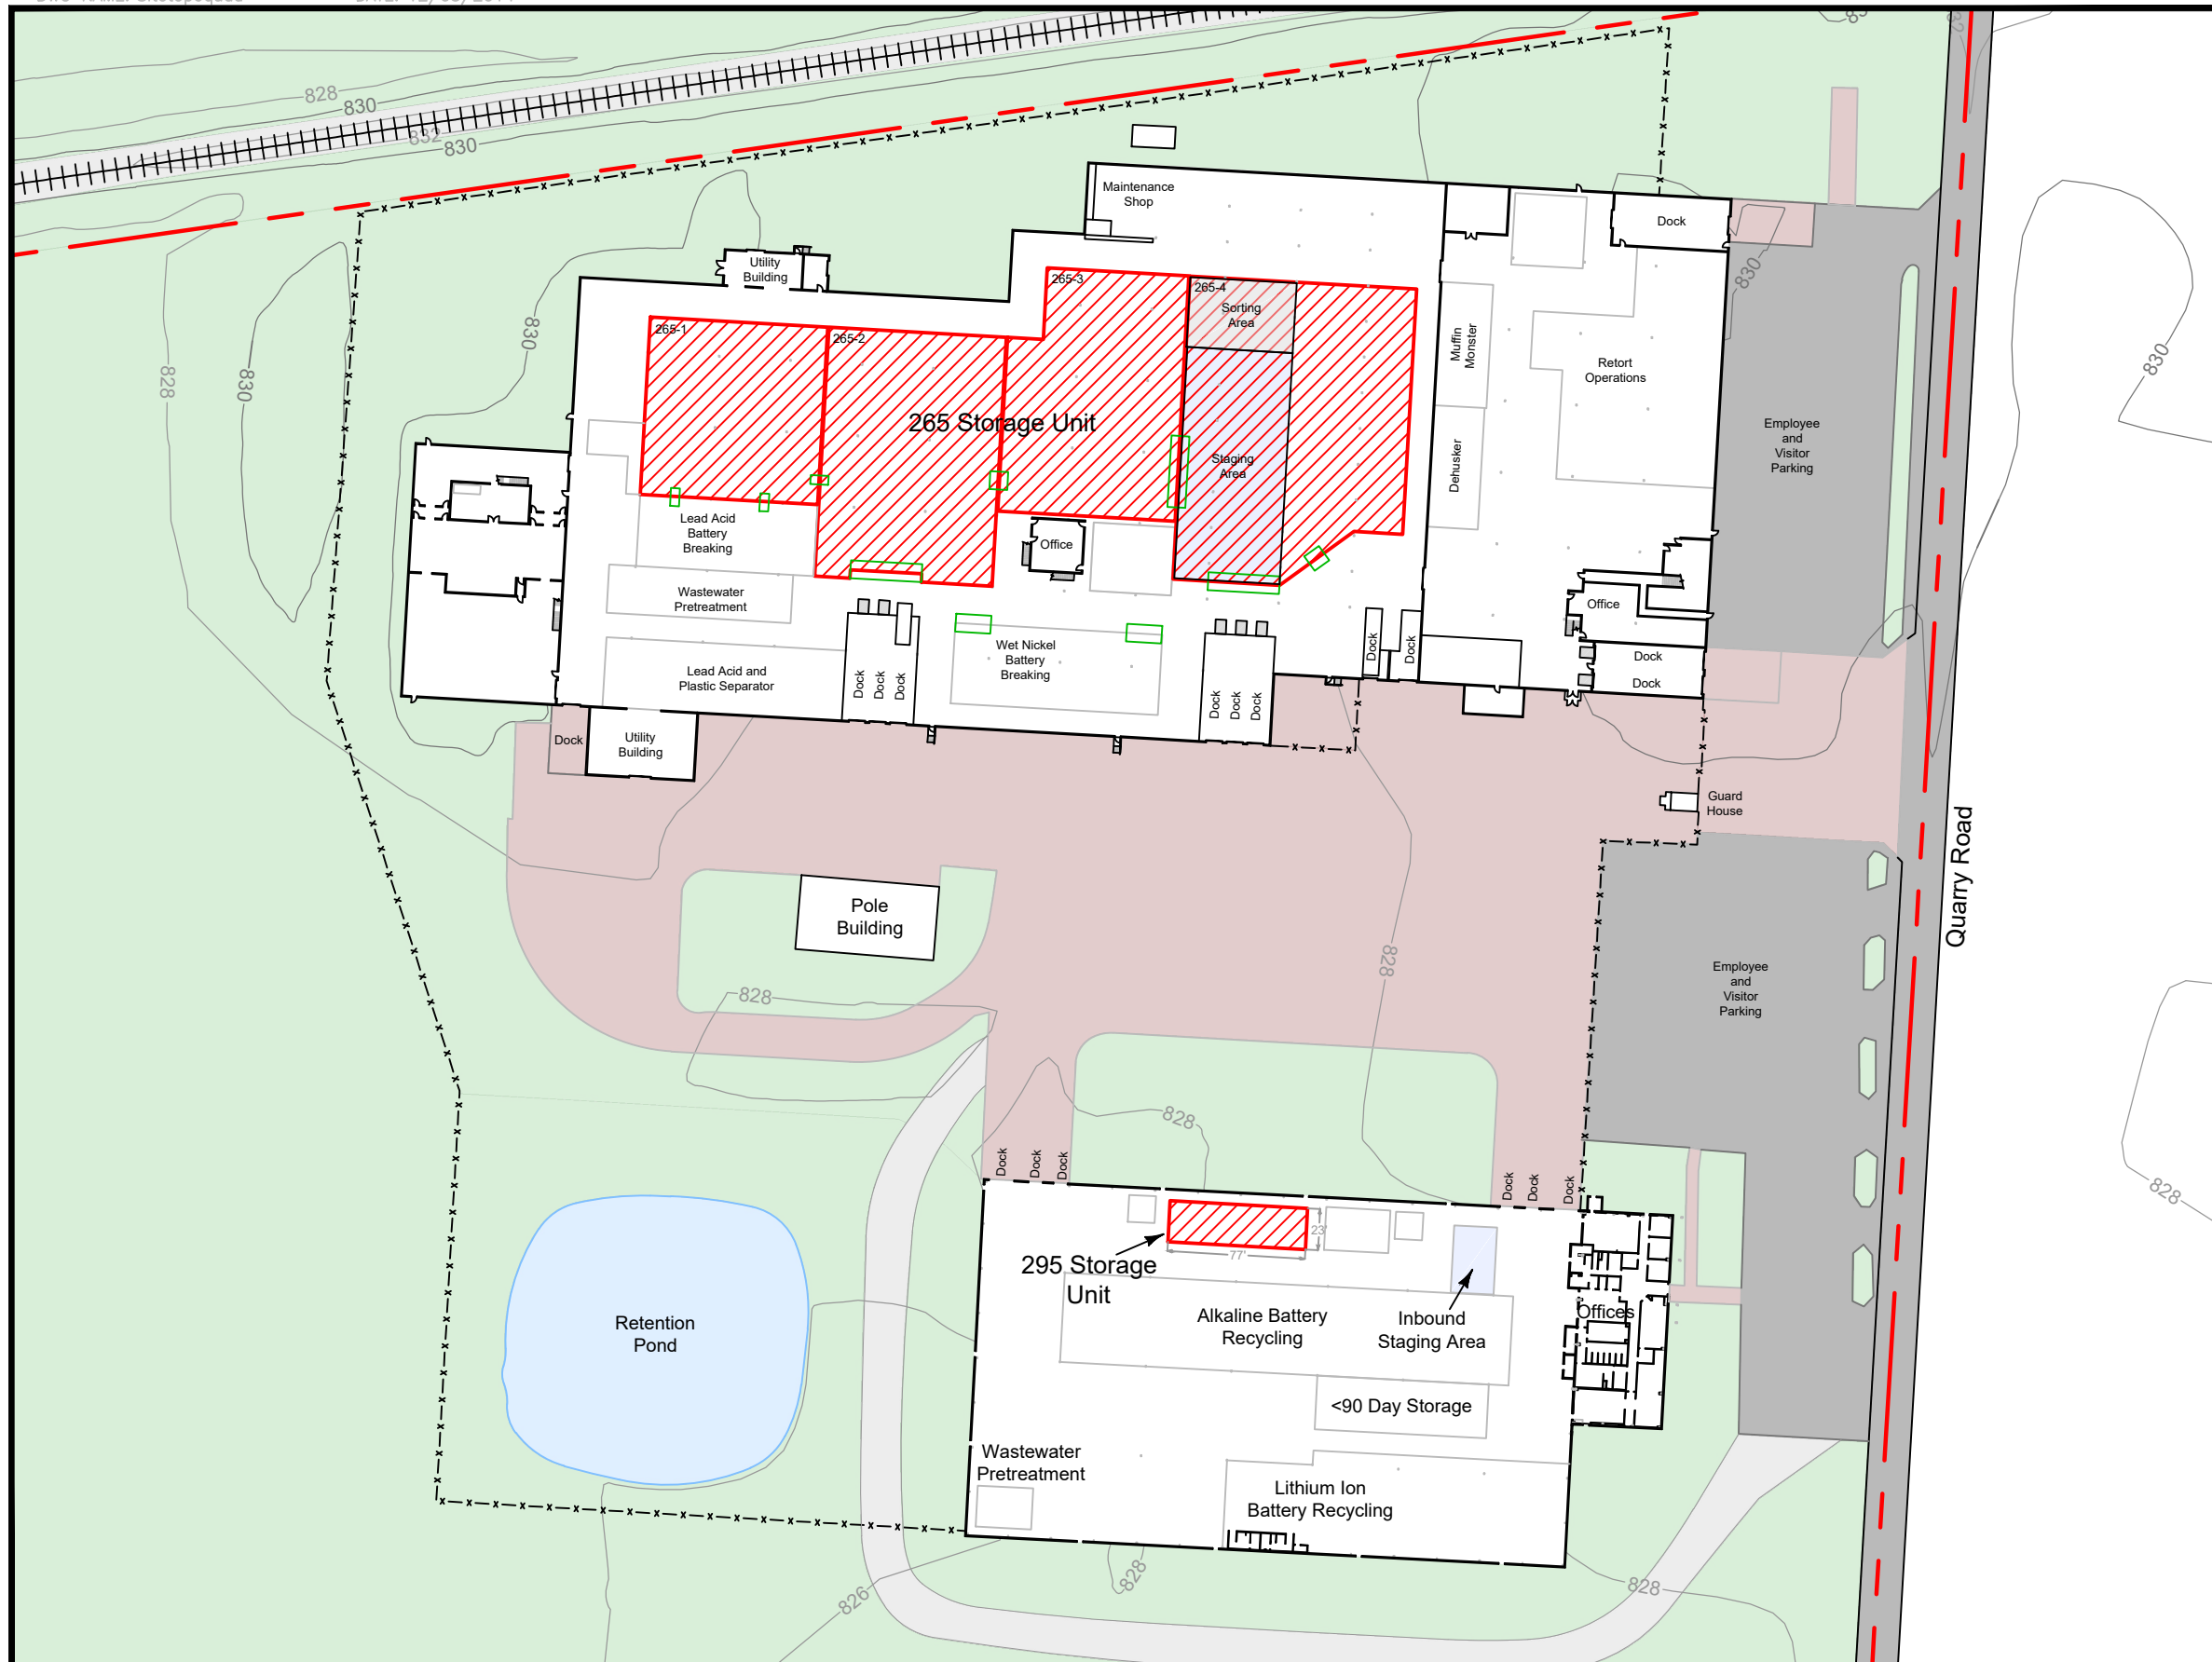 828
830
832
830
830
828
830
830
830
830
Maintenance
Shop
Dock
Utility
Building
265-1
265-2
265-3
265-4
Sorting
Area
265 Storage Unit
Staging
Area
Muffin
Monster
Dehusker
Retort
Operations
Employee
and
Visitor
Parking
Lead Acid
Battery
Breaking
Office
Wastewater
Pretreatment
Office
Lead Acid and
Plastic Separator
Dock
Dock
Dock
Wet Nickel
Battery
Breaking
Dock
Dock
Dock
Dock
Dock
Dock
Dock
Dock
Utility
Building
Guard
House
Quarry Road
Pole
Building
828
828
Employee
and
Visitor
Parking
828
828
Dock
Dock
Dock
Dock
Dock
Dock
23'
77'
295 Storage
Unit
Alkaline Battery
Recycling
Inbound
Staging Area
Offices
Retention
Pond
<90 Day Storage
Wastewater
Pretreatment
Lithium Ion
Battery Recycling
826
828
828